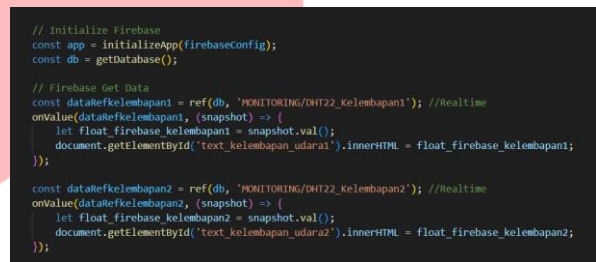 // Initialize Firebase
const app = initializeApp(firebaseConfig);
const db = getDatabase();
// Firebase Get Data
const dataRefkelembapan1 = ref(db, 'MONITORING/DHT22_Kelembapan1'); //Realtime
onValue(dataRefkelembapan1, (snapshot) => {
let float_firebase_kelembapan1 = snapshot.val();
document.getElementById('text_kelembapan_udara1').innerHTML = float_firebase_kelembapan1;
});
const dataRefkelembapan2 = ref(db, 'MONITORING/DHT22_Kelembapan2'); //Realtime
onValue(dataRefkelembapan2, (snapshot) => {
let float_firebase_kelembapan2 = snapshot.val();
document.getElementById('text_kelembapan_udara2').innerHTML = float_firebase_kelembapan2;
});